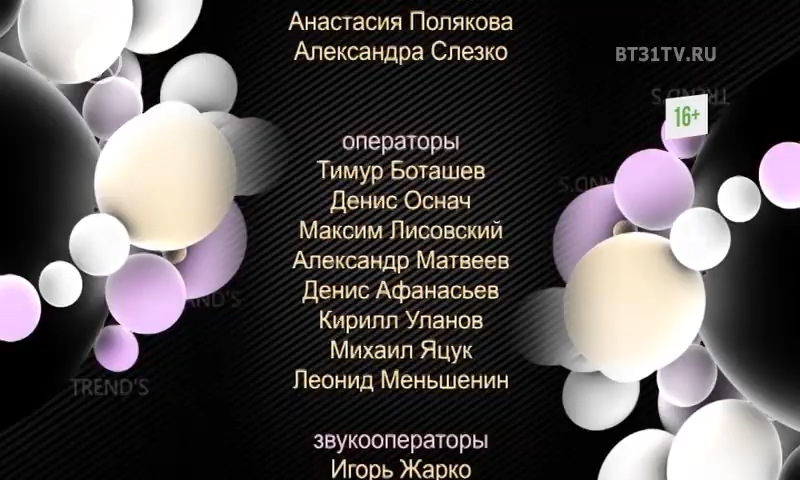 Анастасия Полякова
Александра Слезко
BT31TV.RU
TREND'S
16+
операторы
Тимур Боташев
Денис Оснач
Максим Лисовский
Александр Матвеев
Денис Афанасьев
Кирилл Уланов
Михаил Яцук
Леонид Меньшенин
TREND'S
звукооператоры
Игорь Жарко